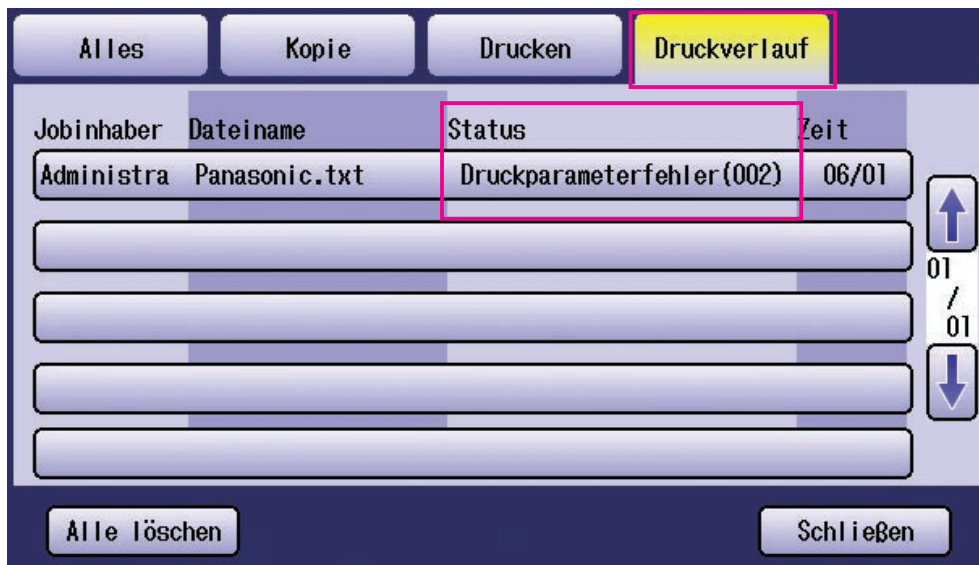 Alles Kopie Drucken Druckverlauf
Jobinhaber Dateiname Status Zeit
Administra Panasonic.txt Druckparameterfehler(002) 06/01
01
/
01
Alle löschen Schließen